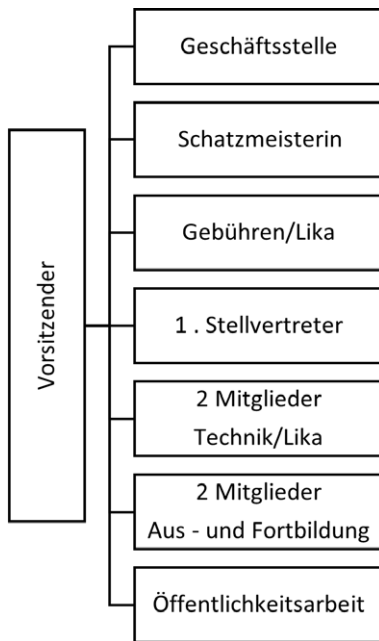 Vorsitzender
Geschäftsstelle
Schatzmeisterin
Gebühren/Lika
1 . Stellvertreter
2 Mitglieder
Technik/Lika
2 Mitglieder
Aus - und Fortbildung
Öffentlichkeitsarbeit